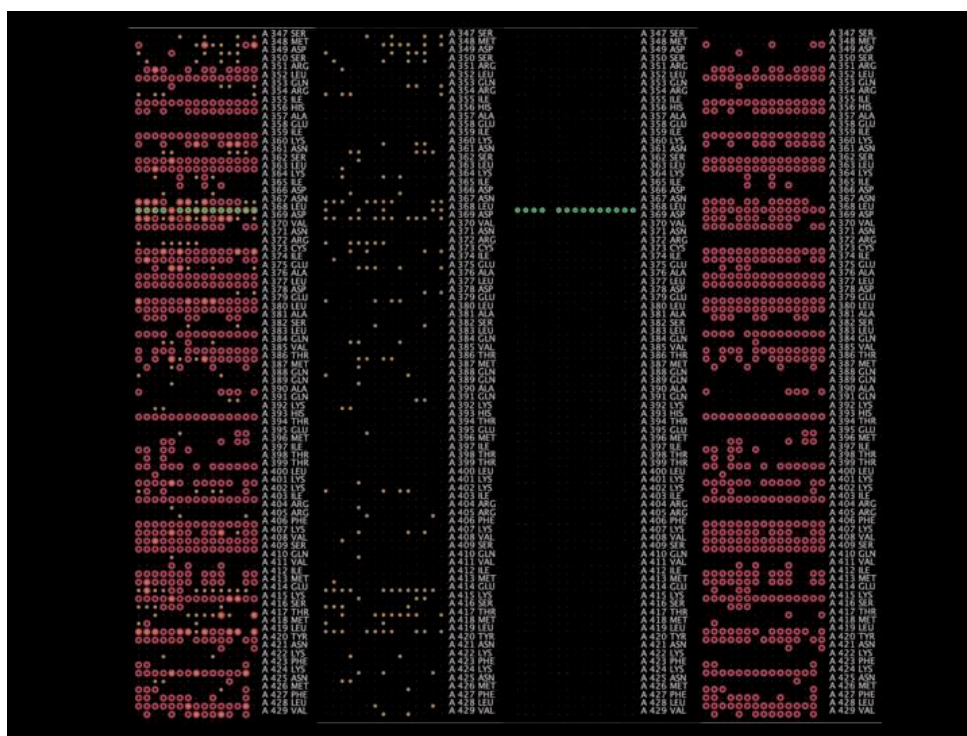 A 347 SER A 347 SER A 347 SER A 347 SER
A 348 MET A 348 MET A 348 MET A 348 MET
A 349 ASP A 349 ASP A 349 ASP A 349 ASP
A 350 SER A 350 SER A 350 SER A 350 SER
A 351 ARG A 351 ARG A 351 ARG A 351 ARG
A 352 LEU A 352 LEU A 352 LEU A 352 LEU
A 353 GLN A 353 GLN A 353 GLN A 353 GLN
A 354 ARG A 354 ARG A 354 ARG A 354 ARG
A 355 ILE A 355 ILE A 355 ILE A 355 ILE
A 356 HIS A 356 HIS A 356 HIS A 356 HIS
A 357 ALA A 357 ALA A 357 ALA A 357 ALA
A 358 GLU A 358 GLU A 358 GLU A 358 GLU
A 359 ILE A 359 ILE A 359 ILE A 359 ILE
A 360 LYS A 360 LYS A 360 LYS A 360 LYS
A 361 ASN A 361 ASN A 361 ASN A 361 ASN
A 362 SER A 362 SER A 362 SER A 362 SER
A 363 LEU A 363 LEU A 363 LEU A 363 LEU
A 364 LYS A 364 LYS A 364 LYS A 364 LYS
A 365 ILE A 365 ILE A 365 ILE A 365 ILE
A 366 ASP A 366 ASP A 366 ASP A 366 ASP
A 367 ASN A 367 ASN A 367 ASN A 367 ASN
A 368 LEU A 368 LEU A 368 LEU A 368 LEU
A 369 ASP A 369 ASP A 369 ASP A 369 ASP
A 370 VAL A 370 VAL A 370 VAL A 370 VAL
A 371 ASN A 371 ASN A 371 ASN A 371 ASN
A 372 ARG A 372 ARG A 372 ARG A 372 ARG
A 373 CYS A 373 CYS A 373 CYS A 373 CYS
A 374 ILE A 374 ILE A 374 ILE A 374 ILE
A 375 GLU A 375 GLU A 375 GLU A 375 GLU
A 376 ALA A 376 ALA A 376 ALA A 376 ALA
A 377 LEU A 377 LEU A 377 LEU A 377 LEU
A 378 ASP A 378 ASP A 378 ASP A 378 ASP
A 379 GLU A 379 GLU A 379 GLU A 379 GLU
A 380 LEU A 380 LEU A 380 LEU A 380 LEU
A 381 ALA A 381 ALA A 381 ALA A 381 ALA
A 382 SER A 382 SER A 382 SER A 382 SER
A 383 LEU A 383 LEU A 383 LEU A 383 LEU
A 384 GLN A 384 GLN A 384 GLN A 384 GLN
A 385 VAL A 385 VAL A 385 VAL A 385 VAL
A 386 THR A 386 THR A 386 THR A 386 THR
A 387 MET A 387 MET A 387 MET A 387 MET
A 388 GLN A 388 GLN A 388 GLN A 388 GLN
A 389 GLN A 389 GLN A 389 GLN A 389 GLN
A 390 ALA A 390 ALA A 390 ALA A 390 ALA
A 391 GLN A 391 GLN A 391 GLN A 391 GLN
A 392 LYS A 392 LYS A 392 LYS A 392 LYS
A 393 HIS A 393 HIS A 393 HIS A 393 HIS
A 394 THR A 394 THR A 394 THR A 394 THR
A 395 GLU A 395 GLU A 395 GLU A 395 GLU
A 396 MET A 396 MET A 396 MET A 396 MET
A 397 ILE A 397 ILE A 397 ILE A 397 ILE
A 398 THR A 398 THR A 398 THR A 398 THR
A 399 THR A 399 THR A 399 THR A 399 THR
A 400 LEU A 400 LEU A 400 LEU A 400 LEU
A 401 LYS A 401 LYS A 401 LYS A 401 LYS
A 402 LYS A 402 LYS A 402 LYS A 402 LYS
A 403 ILE A 403 ILE A 403 ILE A 403 ILE
A 404 ARG A 404 ARG A 404 ARG A 404 ARG
A 405 ARG A 405 ARG A 405 ARG A 405 ARG
A 406 PHE A 406 PHE A 406 PHE A 406 PHE
A 407 LYS A 407 LYS A 407 LYS A 407 LYS
A 408 VAL A 408 VAL A 408 VAL A 408 VAL
A 409 SER A 409 SER A 409 SER A 409 SER
A 410 GLN A 410 GLN A 410 GLN A 410 GLN
A 411 VAL A 411 VAL A 411 VAL A 411 VAL
A 412 ILE A 412 ILE A 412 ILE A 412 ILE
A 413 MET A 413 MET A 413 MET A 413 MET
A 414 GLU A 414 GLU A 414 GLU A 414 GLU
A 415 LYS A 415 LYS A 415 LYS A 415 LYS
A 416 SER A 416 SER A 416 SER A 416 SER
A 417 THR A 417 THR A 417 THR A 417 THR
A 418 MET A 418 MET A 418 MET A 418 MET
A 419 LEU A 419 LEU A 419 LEU A 419 LEU
A 420 TYR A 420 TYR A 420 TYR A 420 TYR
A 421 ASN A 421 ASN A 421 ASN A 421 ASN
A 422 LYS A 422 LYS A 422 LYS A 422 LYS
A 423 PHE A 423 PHE A 423 PHE A 423 PHE
A 424 LYS A 424 LYS A 424 LYS A 424 LYS
A 425 ASN A 425 ASN A 425 ASN A 425 ASN
A 426 MET A 426 MET A 426 MET A 426 MET
A 427 PHE A 427 PHE A 427 PHE A 427 PHE
A 428 LEU A 428 LEU A 428 LEU A 428 LEU
A 429 VAL A 429 VAL A 429 VAL A 429 VAL